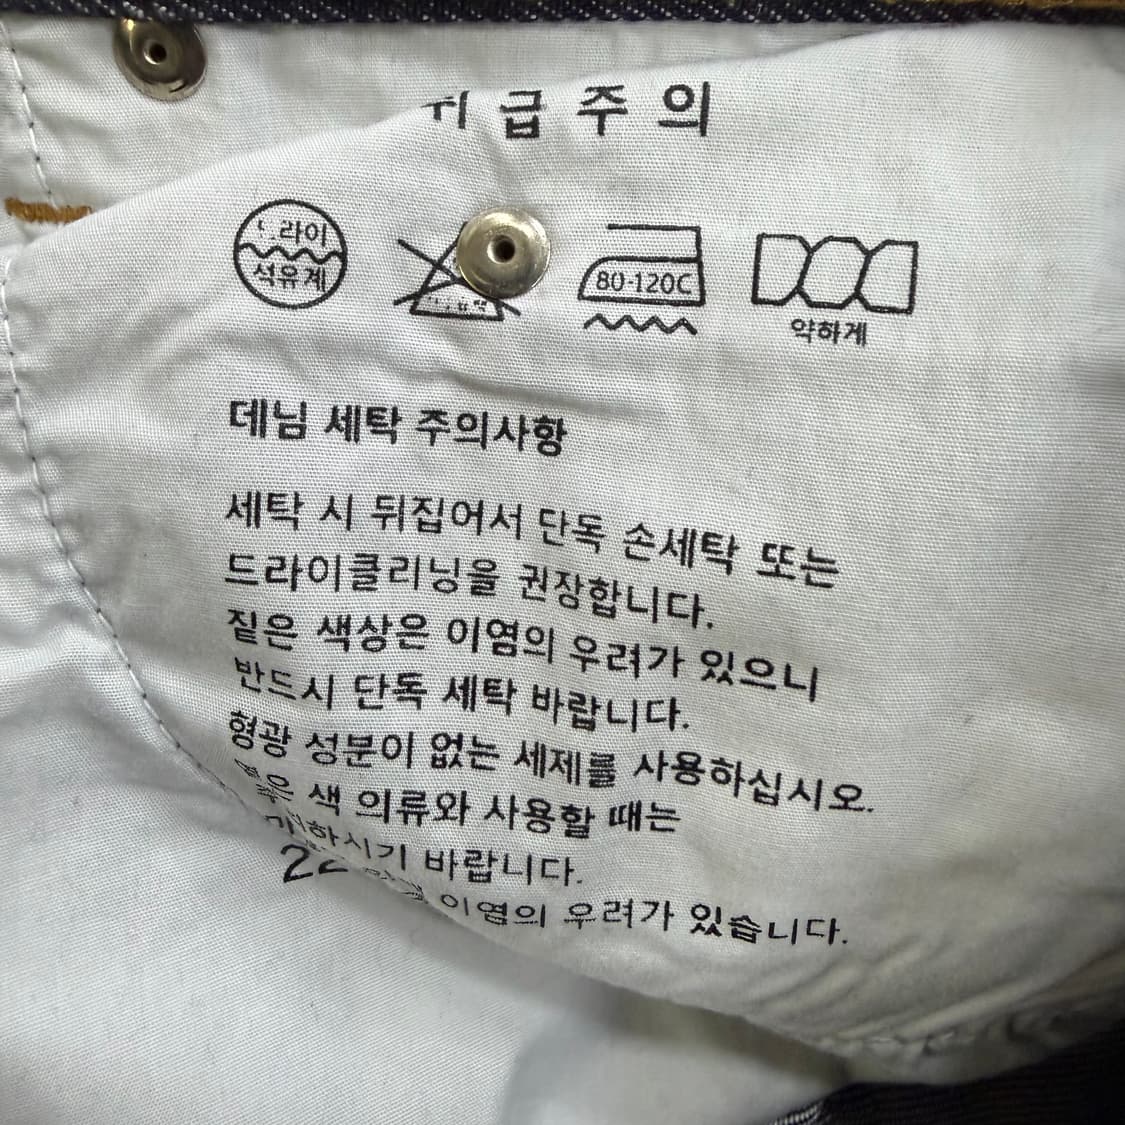 취급주의
드라이
석유계
80-120C
약하게
데님 세탁 주의사항
세탁 시 뒤집어서 단독 손세탁 또는
드라이클리닝을 권장합니다.
짙은 색상은 이염의 우려가 있으니
반드시 단독 세탁 바랍니다.
형광 성분이 없는 세제를 사용하십시오.
색 의류와 사용할 때는
바랍니다.
이염의 우려가 있습니다.